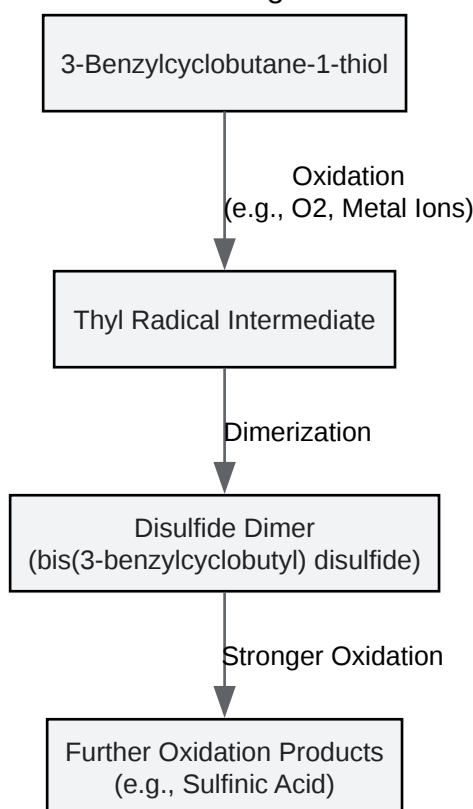 3-Benzylcyclobutane-1-thiol
Oxidation
(e.g., O2, Metal Ions)
Thyl Radical Intermediate
Dimerization
Disulfide Dimer
(bis(3-benzylcyclobutyl) disulfide)
Stronger Oxidation
Further Oxidation Products
(e.g., Sulfinic Acid)